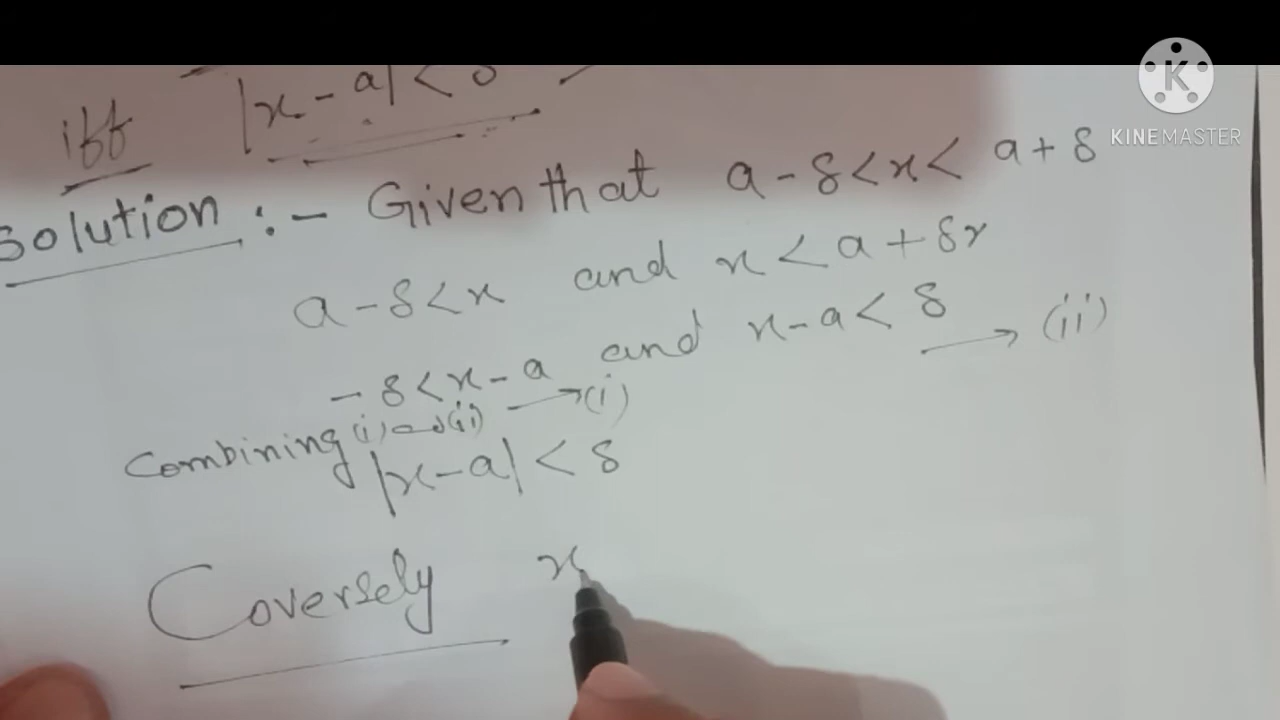 iff |x-a|<δ
Solution :- Given that a-δ<x<a+δ
a-δ<x and x<a+δ
-δ<x-a and x-a<δ → (ii)
→ (i)
Combining (i) and (ii)
|x-a|<δ
Coversely x
K
KINEMASTER